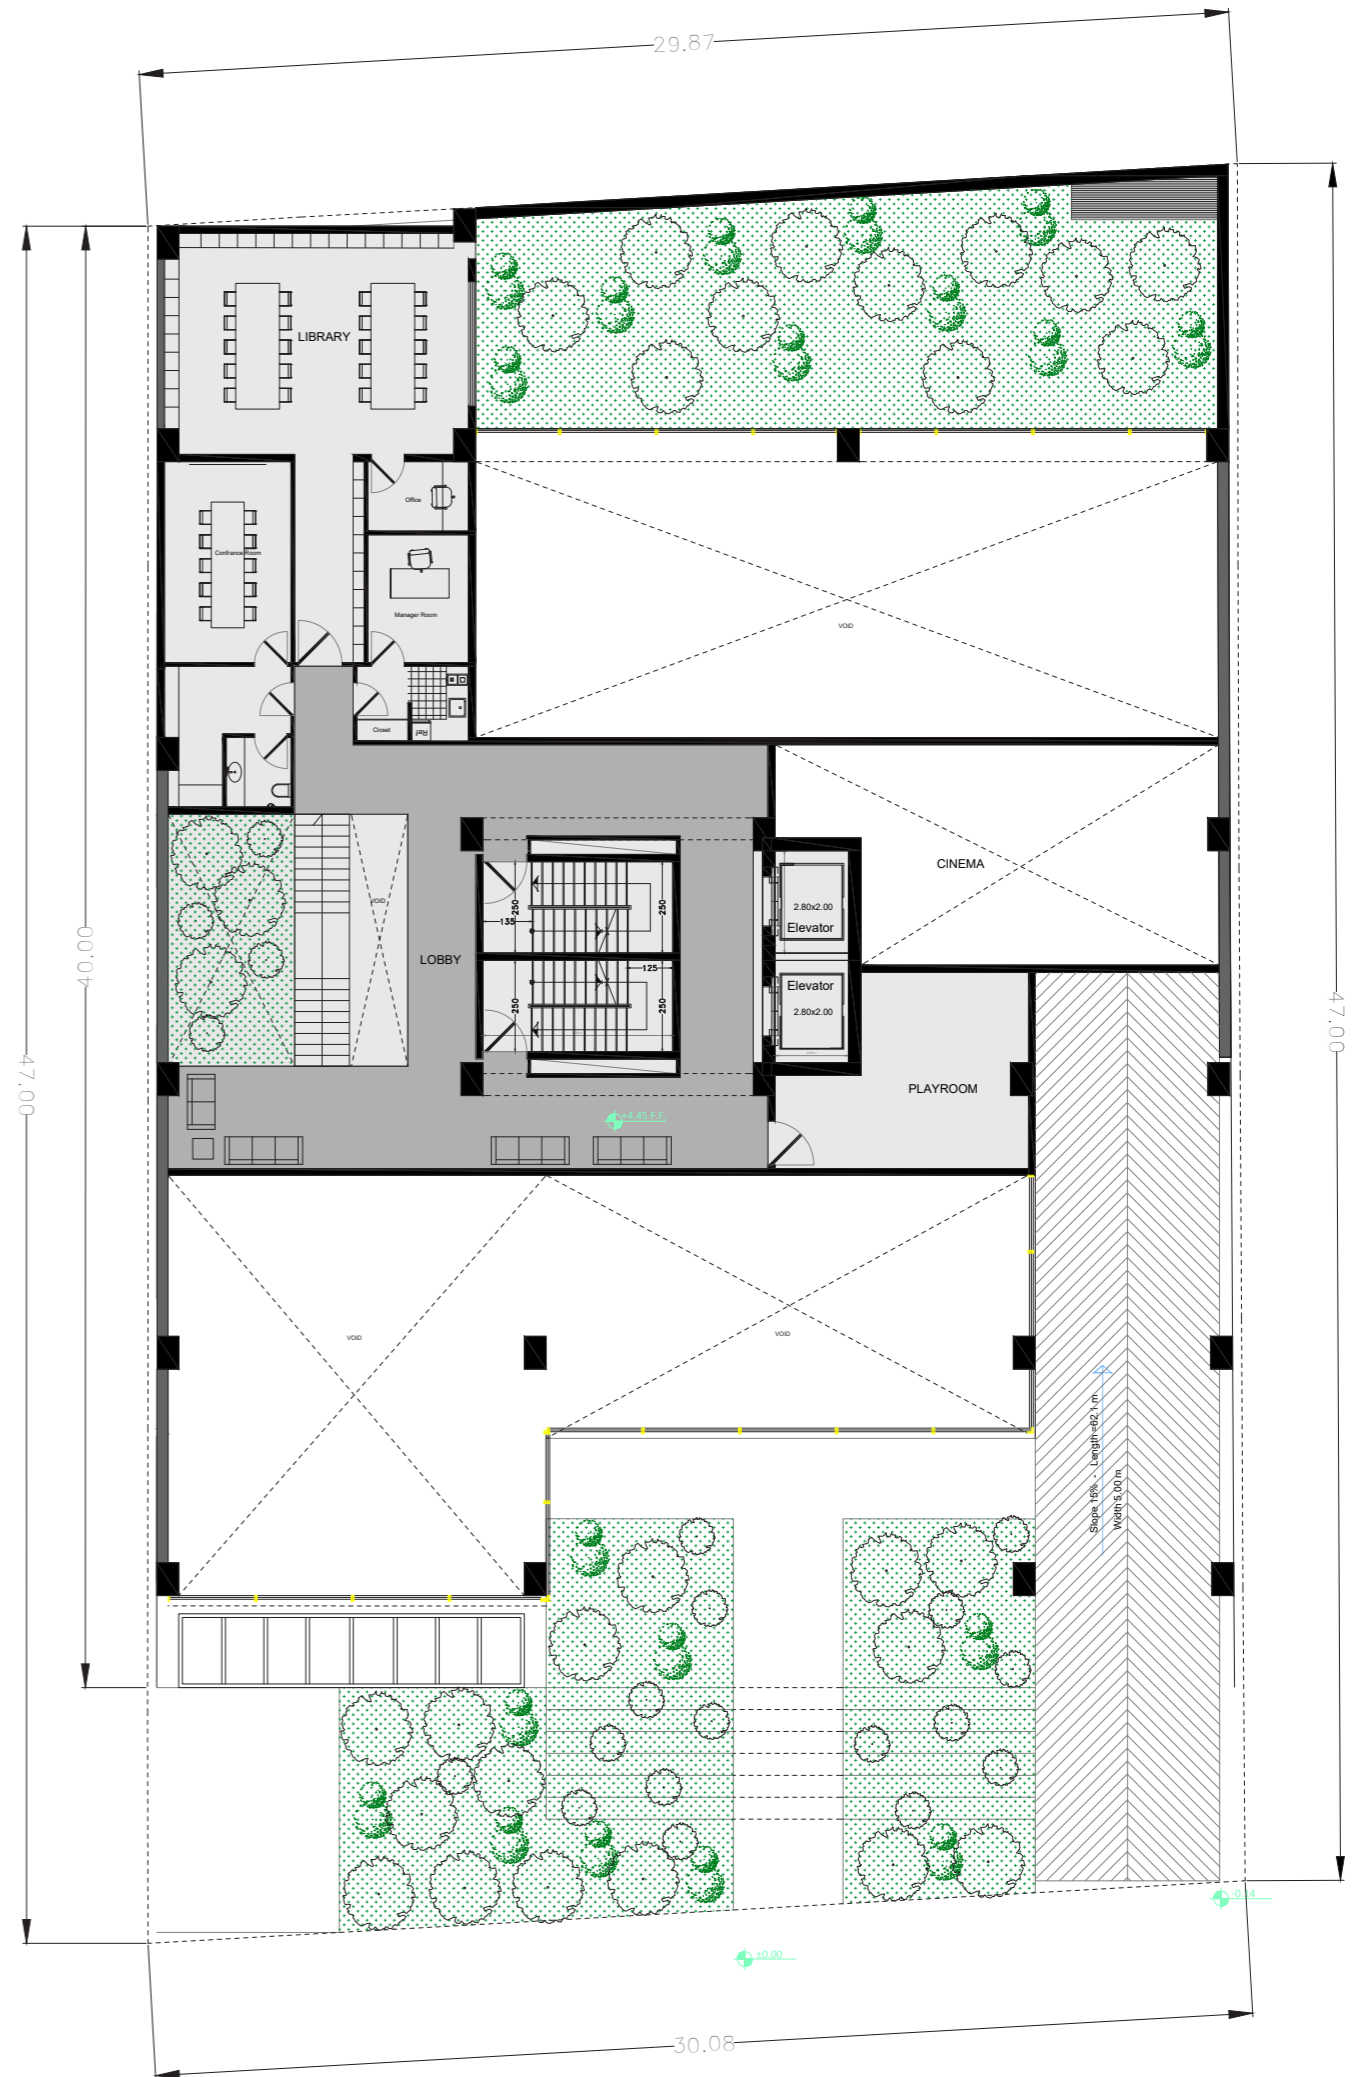 29.87
LIBRARY
Office
Confrance Room
Manager Room
VOID
Closet
Ref
CINEMA
VOID
2.80x2.00
Elevator
250
135
250
LOBBY
125
Elevator
2.80x2.00
250
250
40.00
47.00
47.00
PLAYROOM
+4.45 F.F.
VOID
VOID
Slope 15% - Length=62.1 m
Width 5.00 m
±0.00
30.08